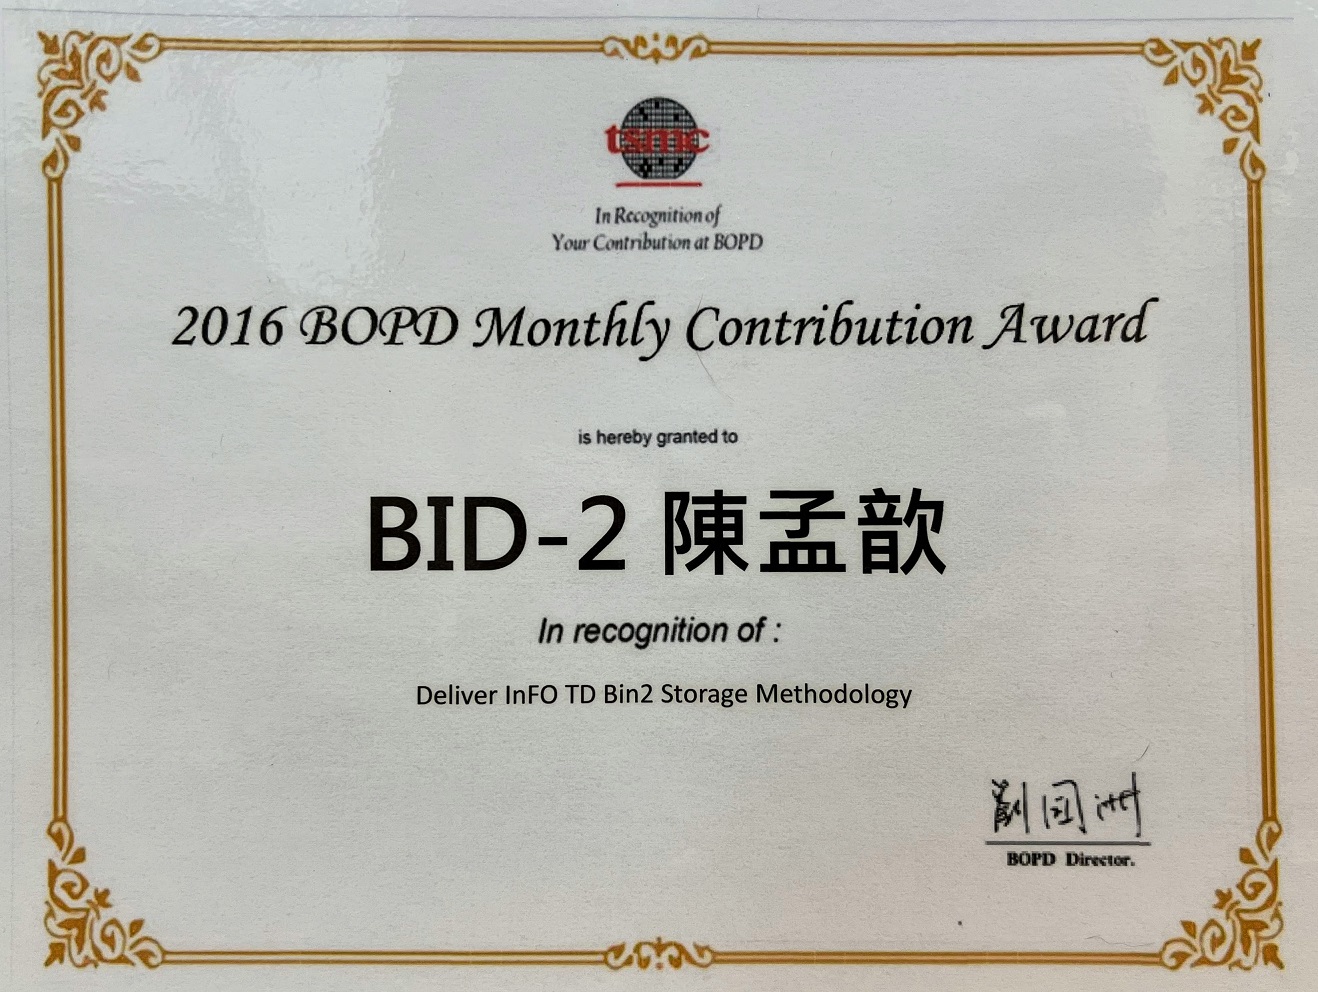 tsmc
In Recognition of
Your Contribution at BOPD
2016 BOPD Monthly Contribution Award
is hereby granted to
BID-2 陳孟歆
In recognition of :
Deliver InFO TD Bin2 Storage Methodology
劉国洲
BOPD Director.